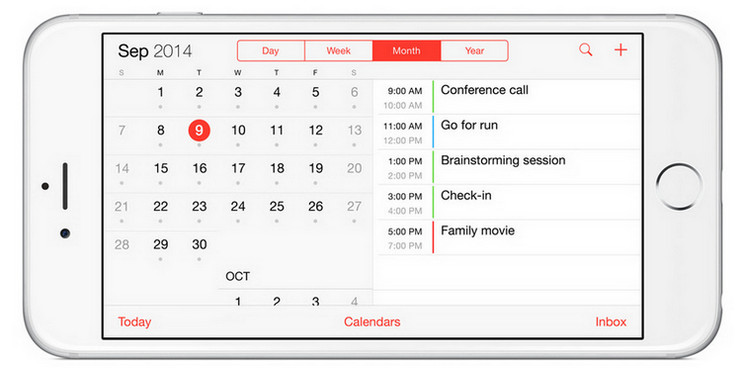 Sep 2014 Day Week Month Year
S M T W T F S
1 2 3 4 5 6
7 8 9 10 11 12 13
14 15 16 17 18 19 20
21 22 23 24 25 26 27
28 29 30
OCT
1 2 3 4
9:00 AM Conference call
10:00 AM
11:00 AM Go for run
12:00 PM
1:00 PM Brainstorming session
2:00 PM
3:00 PM Check-in
4:00 PM
5:00 PM Family movie
7:00 PM
Today Calendars Inbox